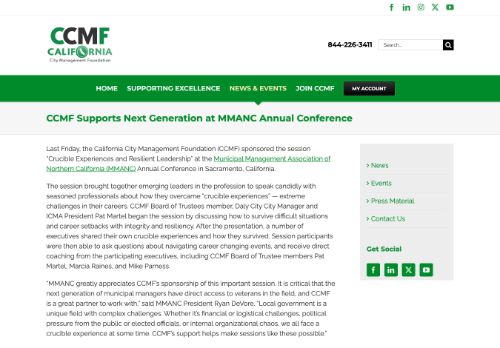 CCMF
CALIFORNIA
City Management Foundation
844-226-3411
Search...
HOME SUPPORTING EXCELLENCE NEWS & EVENTS JOIN CCMF MY ACCOUNT
CCMF Supports Next Generation at MMANC Annual Conference
Last Friday, the California City Management Foundation (CCMF) sponsored the session
“Crucible Experiences and Resilient Leadership” at the Municipal Management Association of
Northern California (MMANC) Annual Conference in Sacramento, California.
The session brought together emerging leaders in the profession to speak candidly with
seasoned professionals about how they overcame “crucible experiences” — extreme
challenges in their careers. CCMF Board of Trustees member, Daly City City Manager and
ICMA President Pat Martel began the session by discussing how to survive difficult situations
and career setbacks with integrity and resiliency. After the presentation, a number of
executives shared their own crucible experiences and how they survived. Session participants
were then able to ask questions about navigating career changing events, and receive direct
coaching from the participating executives, including CCMF Board of Trustee members Pat
Martel, Marcia Raines, and Mike Parness.
“MMANC greatly appreciates CCMF’s sponsorship of this important session. It is critical that the
next generation of municipal managers have direct access to veterans in the field, and CCMF
is a great partner to work with,” said MMANC President Ryan DeVore. “Local government is a
unique field with complex challenges. Whether it’s financial or logistical challenges, political
pressure from the public or elected officials, or internal organizational chaos, we all face a
crucible experience at some time. CCMF’s support helps make sessions like these possible.”
News
Events
Press Material
Contact Us
Get Social